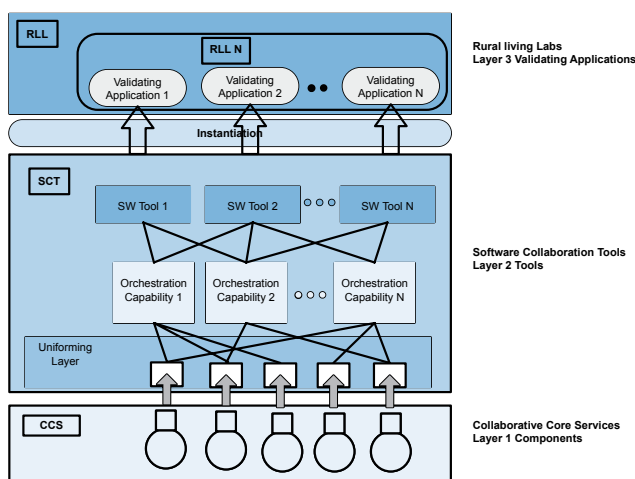 RLL
RLL N
Validating
Application 1
Validating
Application 2
Validating
Application N
Rural living Labs
Layer 3 Validating Applications
Instantiation
SCT
SW Tool 1
SW Tool 2
SW Tool N
Orchestration
Capability 1
Orchestration
Capability 2
Orchestration
Capability N
Software Collaboration Tools
Layer 2 Tools
Uniforming
Layer
CCS
Collaborative Core Services
Layer 1 Components